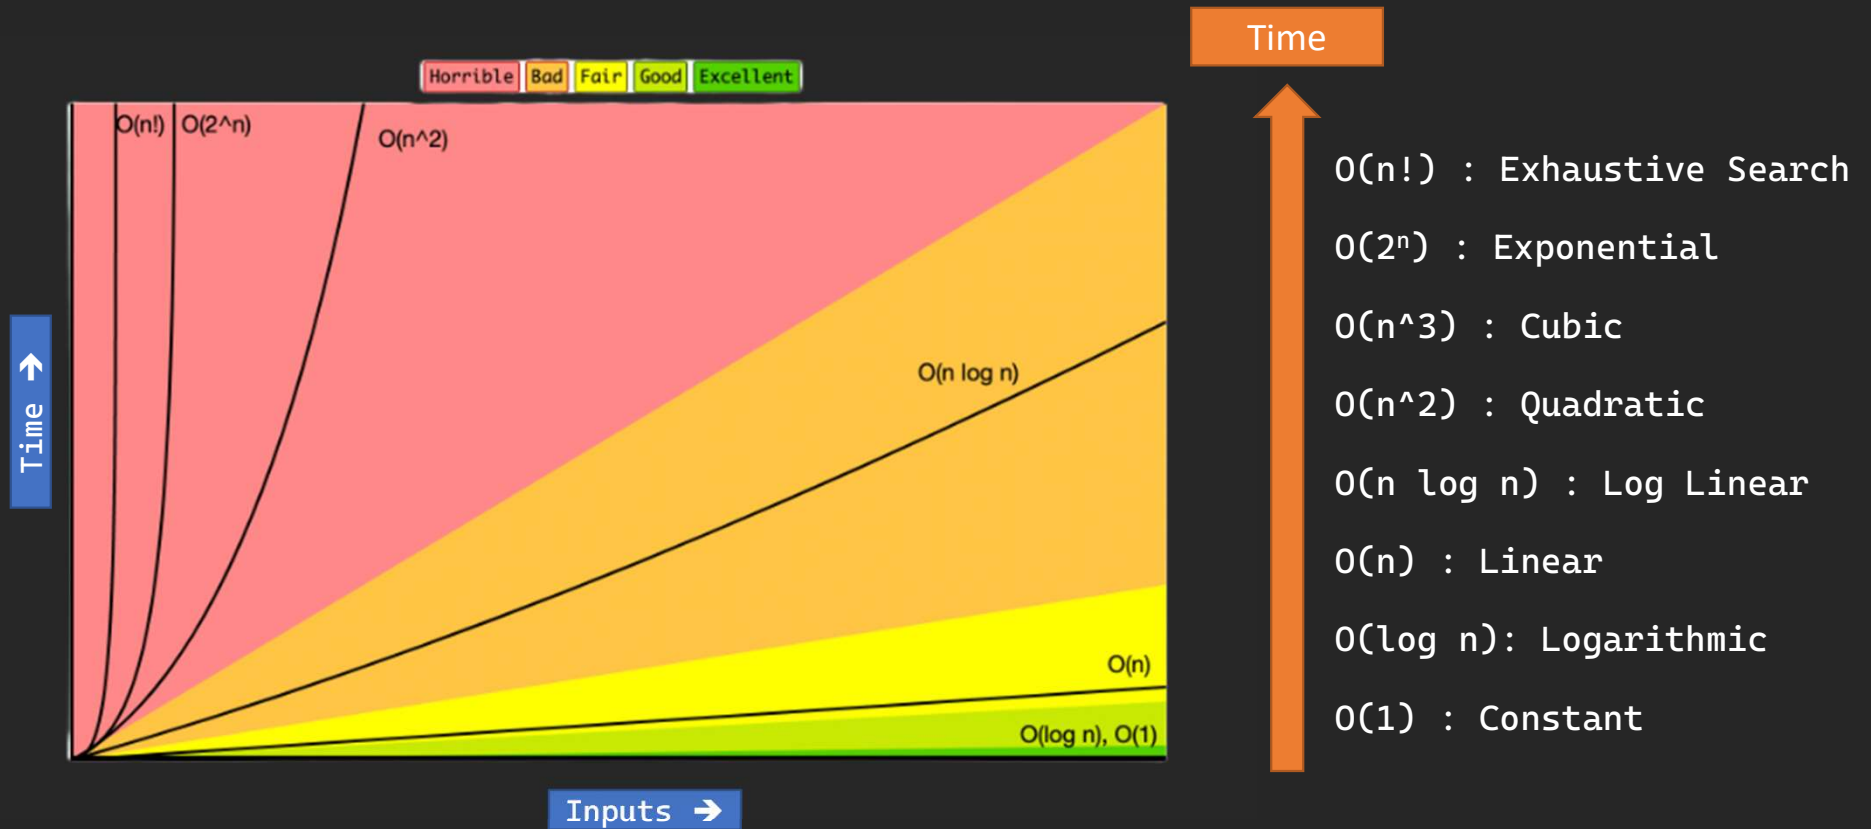 Time
Horrible Bad Fair Good Excellent
O(n!) O(2^n)
O(n^2)
O(n log n)
O(n)
O(log n), O(1)
Time ➔
Inputs ➔
O(n!) : Exhaustive Search
O(2ⁿ) : Exponential
O(n^3) : Cubic
O(n^2) : Quadratic
O(n log n) : Log Linear
O(n) : Linear
O(log n): Logarithmic
O(1) : Constant